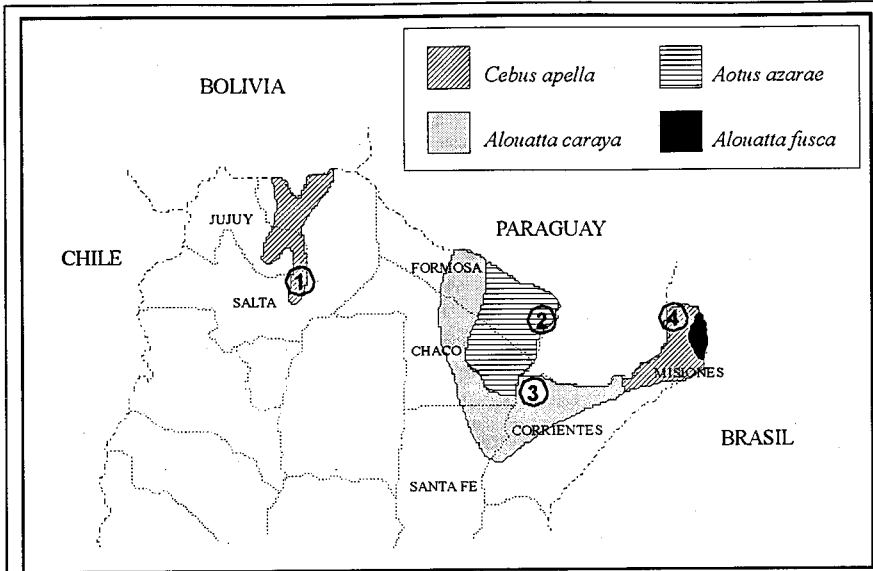 Cebus apella
Aotus azarae
Alouatta caraya
Alouatta fusca
BOLIVIA
JUJUY
PARAGUAY
CHILE
FORMOSA
1
SALTA
2
4
CHACO
MISIONES
3
CORRIENTES
BRASIL
SANTA FE